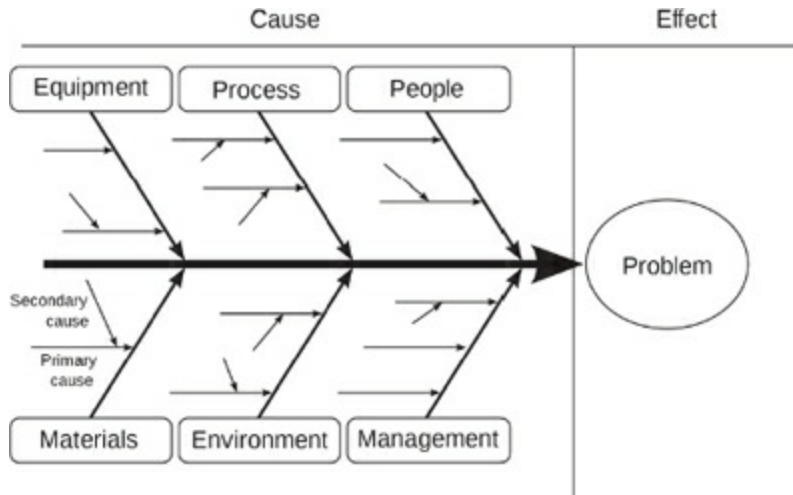 Cause
Effect
Equipment
Process
People
Problem
Secondary
cause
Primary
cause
Materials
Environment
Management